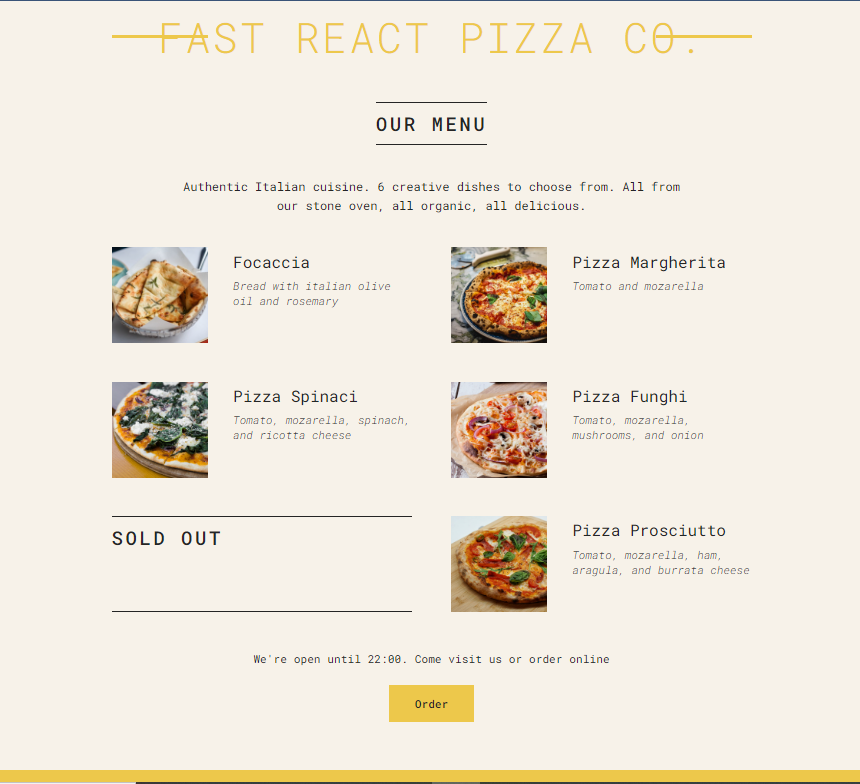 FAST REACT PIZZA CO.
OUR MENU
Authentic Italian cuisine. 6 creative dishes to choose from. All from
our stone oven, all organic, all delicious.
Focaccia
Bread with italian olive
oil and rosemary
Pizza Margherita
Tomato and mozarella
Pizza Spinaci
Tomato, mozarella, spinach,
and ricotta cheese
Pizza Funghi
Tomato, mozarella,
mushrooms, and onion
SOLD OUT
Pizza Prosciutto
Tomato, mozarella, ham,
aragula, and burrata cheese
We're open until 22:00. Come visit us or order online
Order